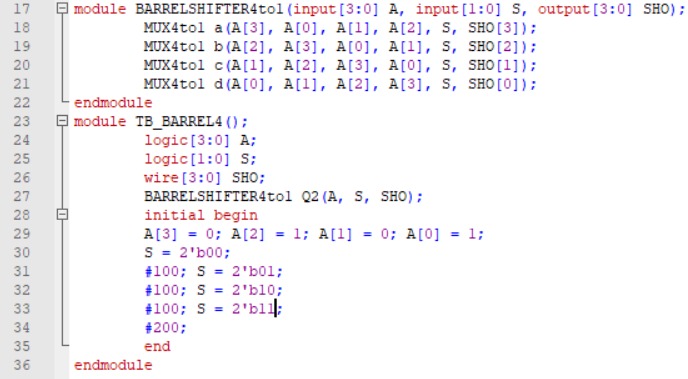 17 module BARRELSHIFTER4to1(input[3:0] A, input[1:0] S, output[3:0] SHO);
18 MUX4to1 a(A[3], A[0], A[1], A[2], S, SHO[3]);
19 MUX4to1 b(A[2], A[3], A[0], A[1], S, SHO[2]);
20 MUX4to1 c(A[1], A[2], A[3], A[0], S, SHO[1]);
21 MUX4to1 d(A[0], A[1], A[2], A[3], S, SHO[0]);
22 endmodule
23 module TB_BARREL4();
24 logic[3:0] A;
25 logic[1:0] S;
26 wire[3:0] SHO;
27 BARRELSHIFTER4to1 Q2(A, S, SHO);
28 initial begin
29 A[3] = 0; A[2] = 1; A[1] = 0; A[0] = 1;
30 S = 2'b00;
31 #100; S = 2'b01;
32 #100; S = 2'b10;
33 #100; S = 2'b11;
34 #200;
35 end
36 endmodule